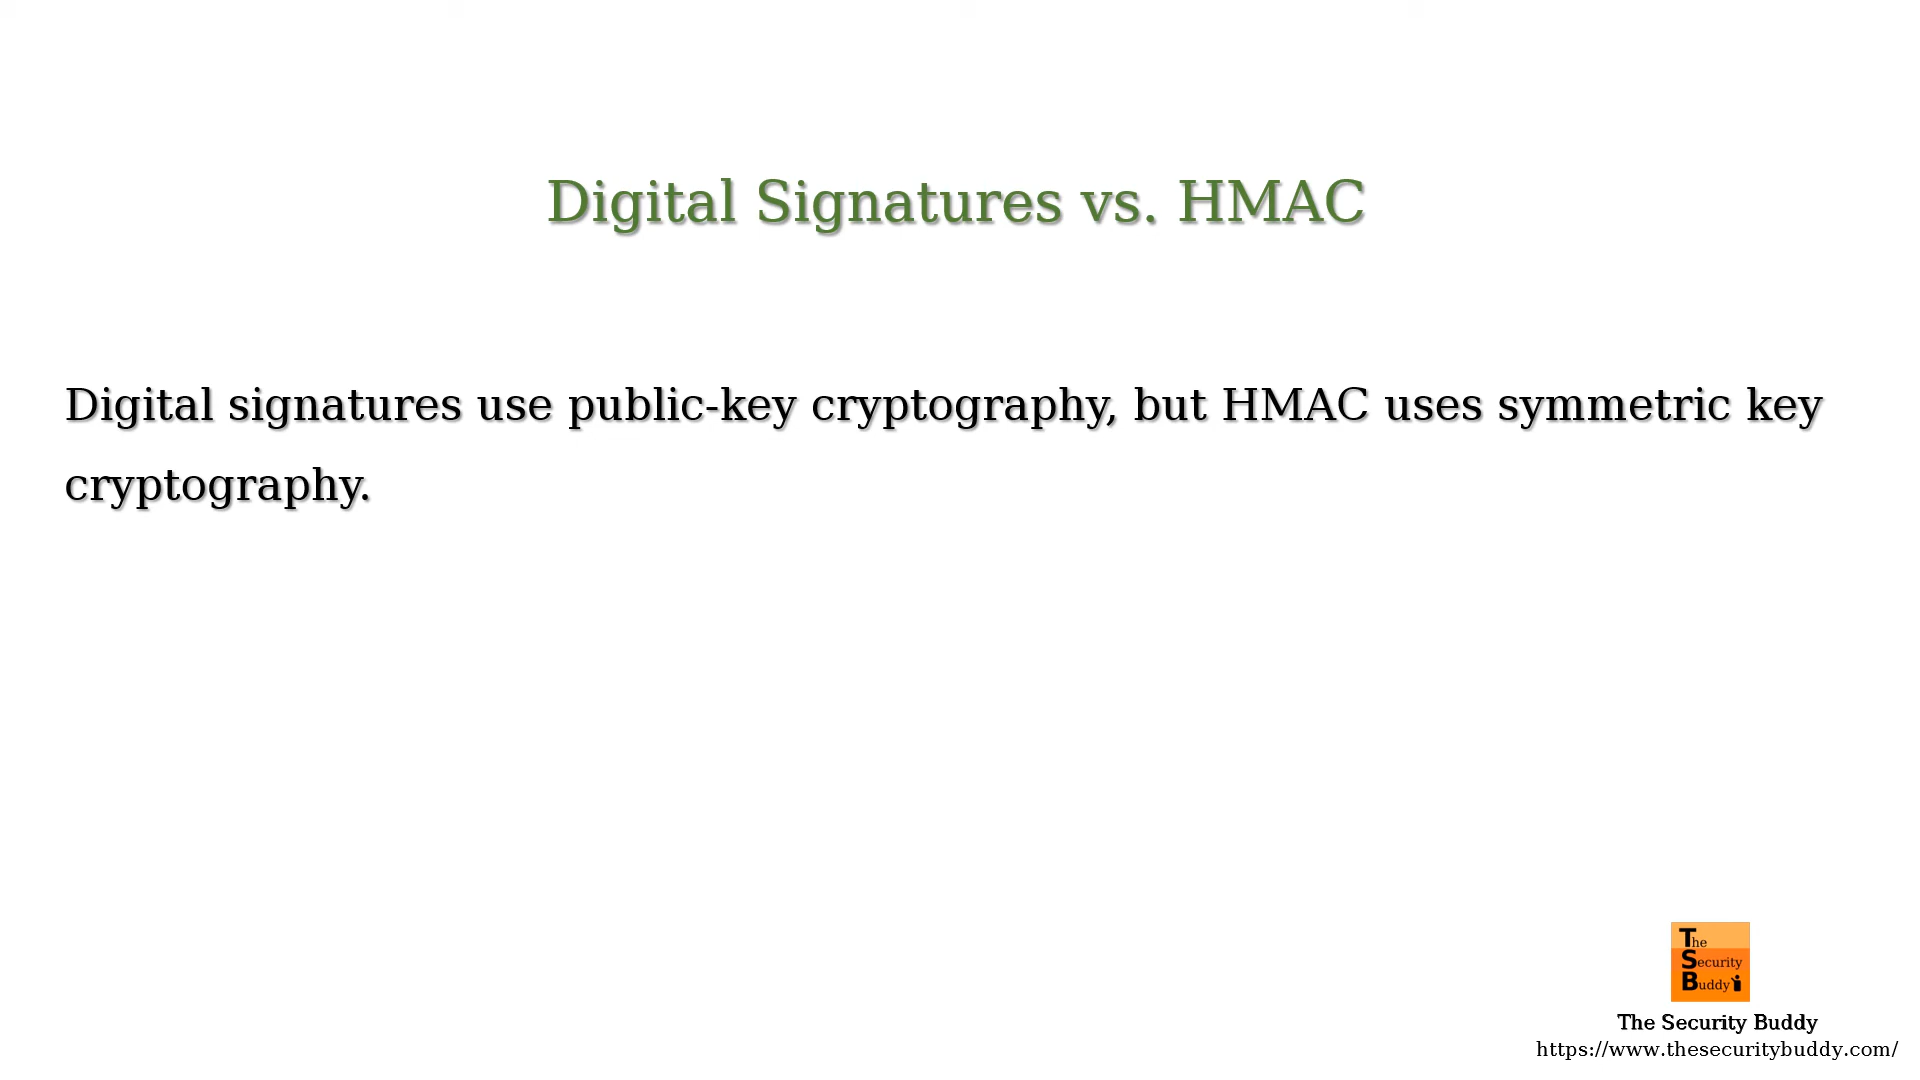 Digital Signatures vs. HMAC
Digital signatures use public-key cryptography, but HMAC uses symmetric key
cryptography.
The
Security
Buddy
The Security Buddy
https://www.thesecuritybuddy.com/